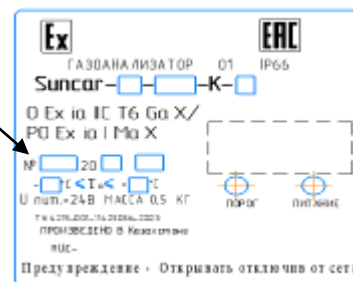 Ex EAC
ГАЗОАНАЛИЗАТОР 01 IP66
Suncar- - -К-
0 Ex ia IIC T6 Ga X/
PO Ex ia I Ma X
№ 20
- °C <Ta< + °C
U пит.=24В МАССА 0,5 КГ
ПОРОГ ПИТАНИЕ
ПРОИЗВЕДЕНО В Казахстане
Предупреждение - Открывать отключив от сет